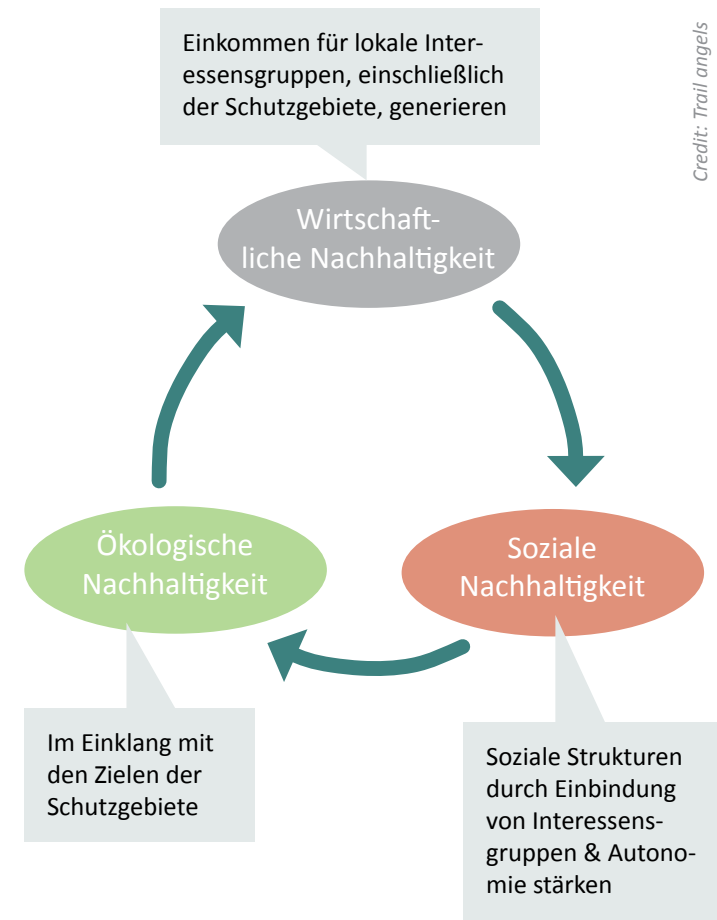 Einkommen für lokale Inter-
essensgruppen, einschließlich
der Schutzgebiete, generieren
Credit: Trail angels
Wirtschaft-
liche Nachhaltigkeit
Ökologische
Nachhaltigkeit
Soziale
Nachhaltigkeit
Im Einklang mit
den Zielen der
Schutzgebiete
Soziale Strukturen
durch Einbindung
von Interessens-
gruppen & Autono-
mie stärken